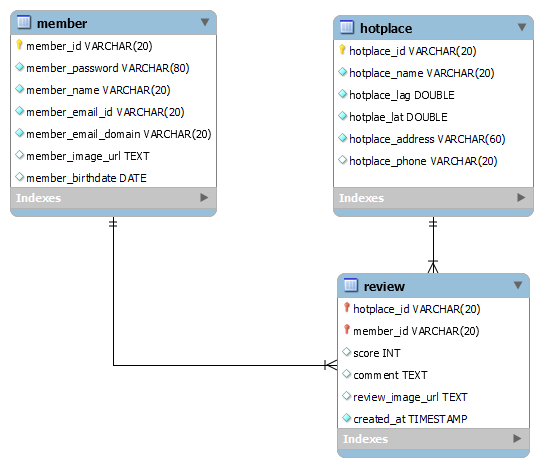 member
member_id VARCHAR(20)
member_password VARCHAR(80)
member_name VARCHAR(20)
member_email_id VARCHAR(20)
member_email_domain VARCHAR(20)
member_image_url TEXT
member_birthdate DATE
Indexes
hotplace
hotplace_id VARCHAR(20)
hotplace_name VARCHAR(20)
hotplace_lag DOUBLE
hotplae_lat DOUBLE
hotplace_address VARCHAR(60)
hotplace_phone VARCHAR(20)
Indexes
review
hotplace_id VARCHAR(20)
member_id VARCHAR(20)
score INT
comment TEXT
review_image_url TEXT
created_at TIMESTAMP
Indexes